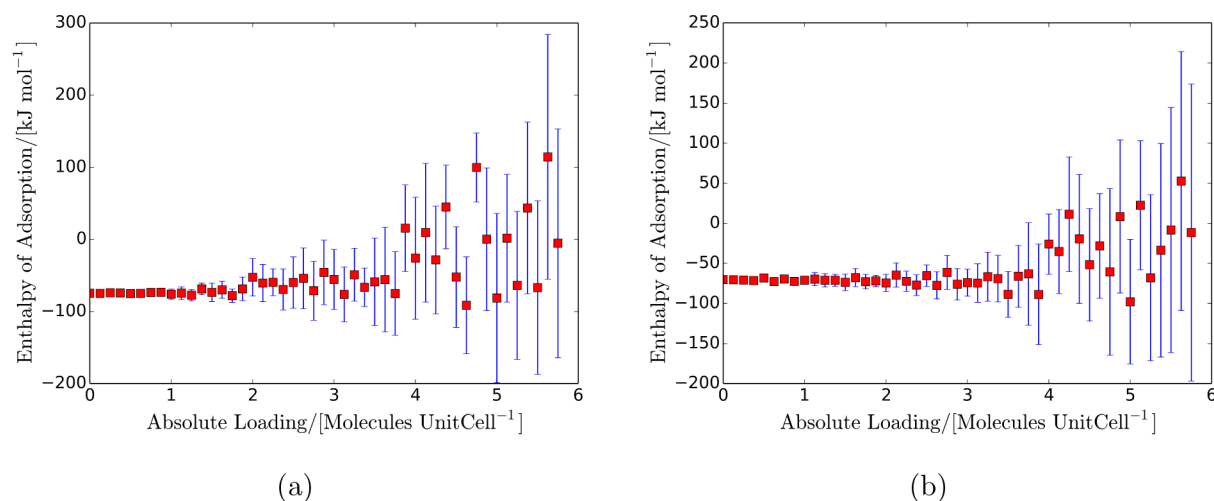 300
200
100
0
−100
−200
0 1 2 3 4 5 6
Enthalpy of Adsorption/[kJ mol−1]
Absolute Loading/[Molecules UnitCell−1]
(a)
250
200
150
100
50
0
−50
−100
−150
−200
0 1 2 3 4 5 6
Enthalpy of Adsorption/[kJ mol−1]
Absolute Loading/[Molecules UnitCell−1]
(b)